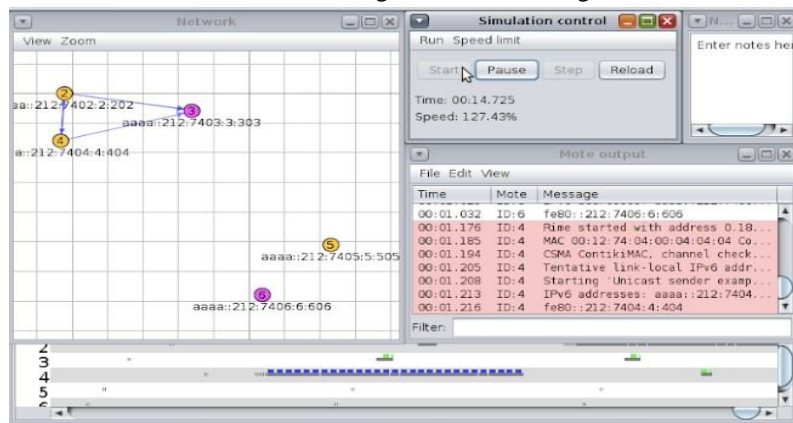 Network
View Zoom
2
aa::212:7402:2:202
3
aaaa::212:7403:3:303
4
a::212:7404:4:404
5
aaaa::212:7405:5:505
6
aaaa::212:7406:6:606
Simulation control
Run Speed limit
Start Pause Step Reload
Time: 00:14.725
Speed: 127.43%
N...
Enter notes her
Mote output
File Edit View
Time Mote Message
00:01.032 ID:6 fe80::212:7406:6:606
00:01.176 ID:4 Rime started with address 0.18...
00:01.185 ID:4 MAC 00:12:74:04:00:04:04:04 Co...
00:01.194 ID:4 CSMA ContikiMAC, channel check...
00:01.205 ID:4 Tentative link-local IPv6 addr...
00:01.208 ID:4 Starting 'Unicast sender examp...
00:01.213 ID:4 IPv6 addresses: aaaa::212:7404...
00:01.216 ID:4 fe80::212:7404:4:404
Filter:
2
3
4
5
6